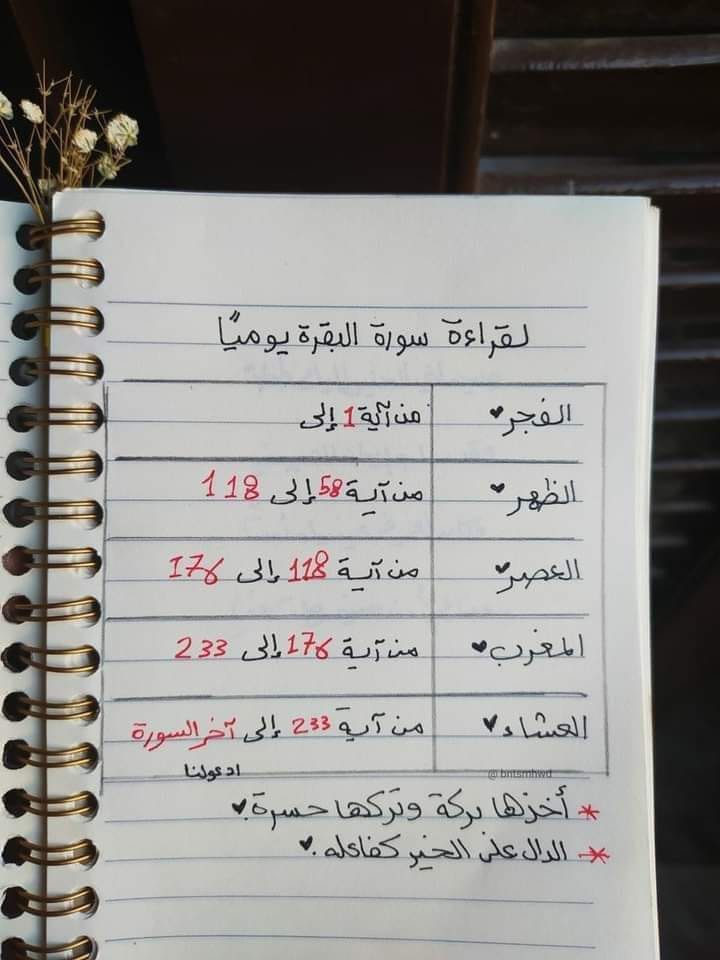 لقراءة سورة البقرة يوميًا
الفجر♥ من آية 1 إلى
الظهر♥ من آية 58 إلى 118
العصر♥ من آية 118 إلى 176
المغرب♥ من آية 176 إلى 233
العشاء♥ من آية 233 إلى آخر السورة
ادعولنا
@bntsmhwd
* أخذها بركة وتركها حسرة.♥
* الدال على الخير كفاعله.♥